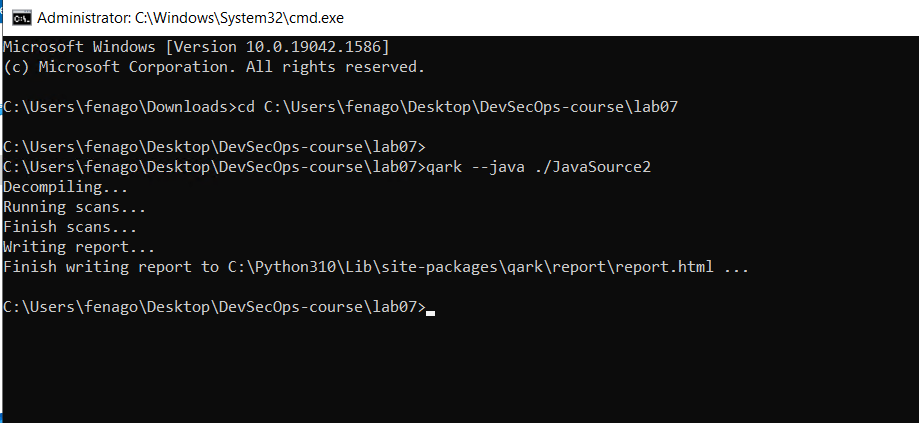 Administrator: C:\Windows\System32\cmd.exe
Microsoft Windows [Version 10.0.19042.1586]
(c) Microsoft Corporation. All rights reserved.
C:\Users\fenago\Downloads>cd C:\Users\fenago\Desktop\DevSecOps-course\lab07
C:\Users\fenago\Desktop\DevSecOps-course\lab07>
C:\Users\fenago\Desktop\DevSecOps-course\lab07>qark --java ./JavaSource2
Decompiling...
Running scans...
Finish scans...
Writing report...
Finish writing report to C:\Python310\Lib\site-packages\qark\report\report.html ...
C:\Users\fenago\Desktop\DevSecOps-course\lab07>